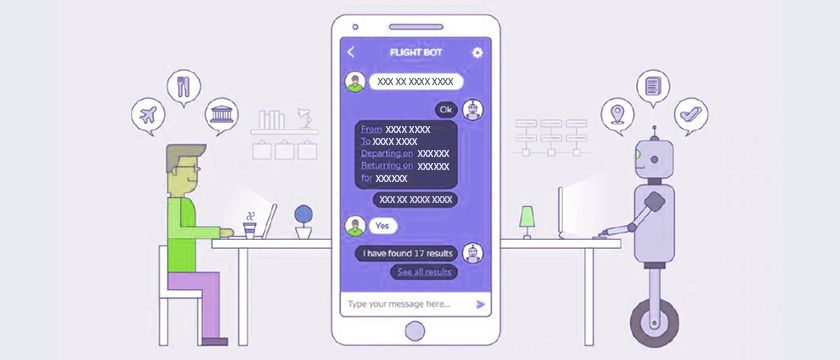 FLIGHT BOT
XXX XX XXXX XXXX
Ok
From XXXX XXXX
To XXXX XXXX
Departing on XXXXXX
Returning on XXXXXX
for XXXXXX
XXX XX XXXX XXXX
Yes
I have found 17 results
See all results
Type your message here...